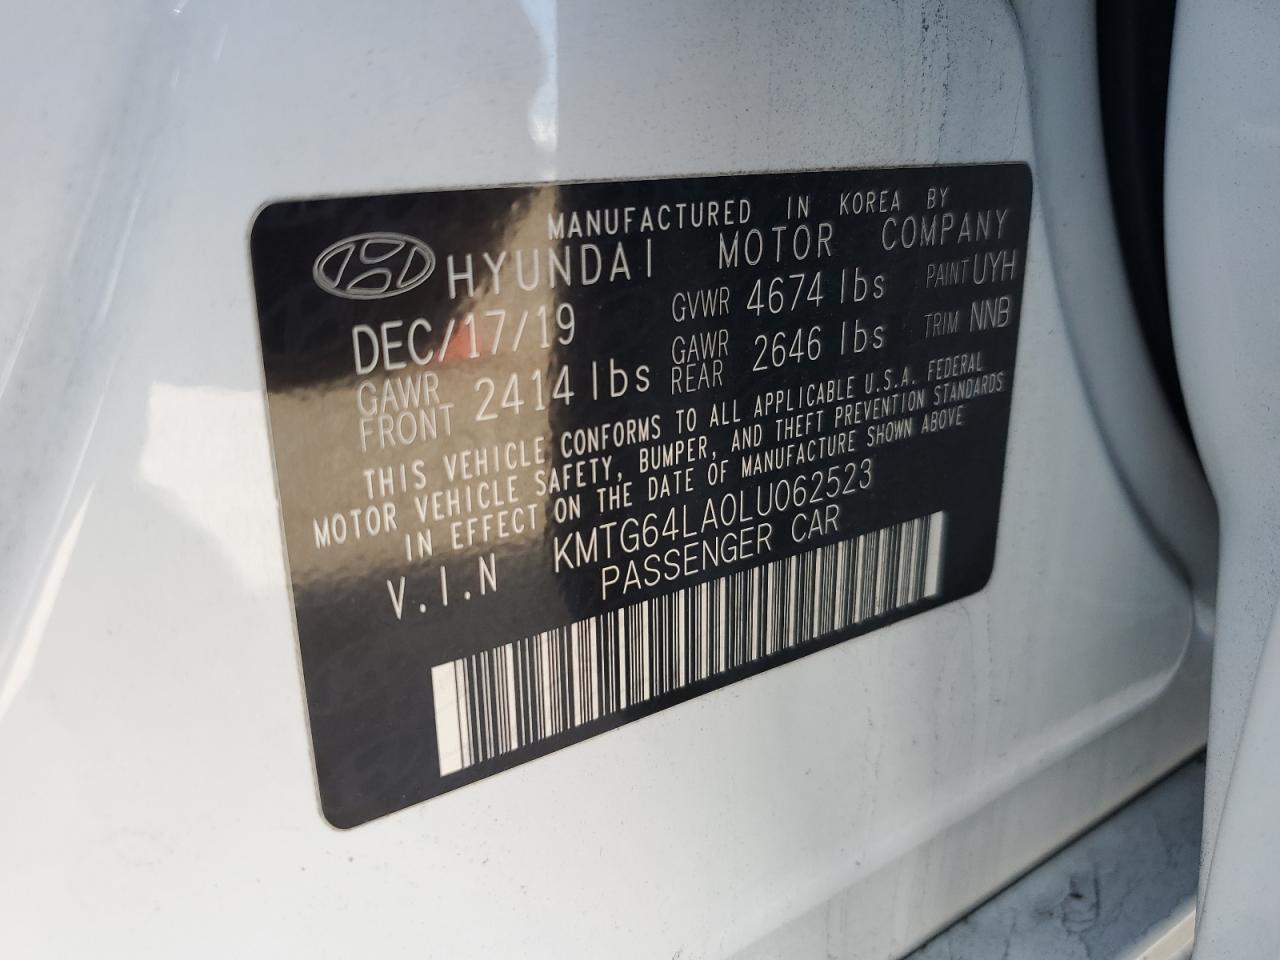 MANUFACTURED IN KOREA BY
HYUNDAI MOTOR COMPANY
DEC/17/19 GVWR 4674 lbs PAINT UYH
GAWR FRONT 2414 lbs GAWR REAR 2646 lbs TRIM NNB
THIS VEHICLE CONFORMS TO ALL APPLICABLE U.S.A. FEDERAL
MOTOR VEHICLE SAFETY, BUMPER, AND THEFT PREVENTION STANDARDS
IN EFFECT ON THE DATE OF MANUFACTURE SHOWN ABOVE
V.I.N KMTG64LA0LU062523
PASSENGER CAR